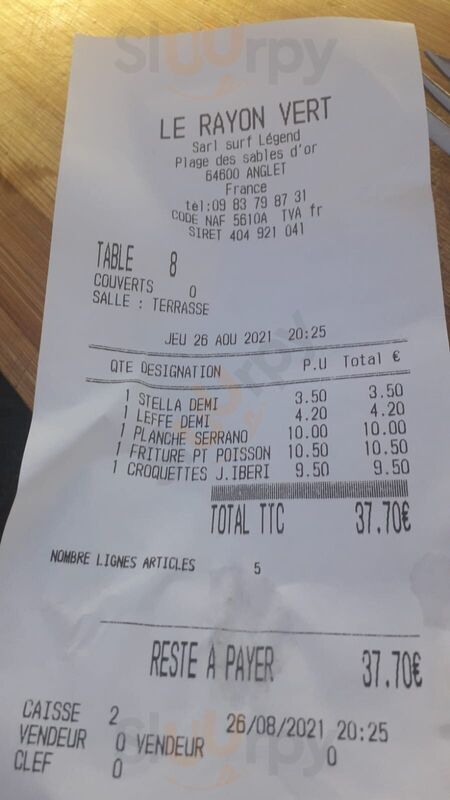 Sluurpy
LE RAYON VERT
Sarl surf Légend
Plage des sables d'or
64600 ANGLET
France
tèl:09 83 79 87 31
CODE NAF 5610A TVA fr
SIRET 404 921 041
TABLE 8
COUVERTS 0
SALLE : TERRASSE
JEU 26 AOU 2021 20:25
QTE DESIGNATION P.U Total €
1 STELLA DEMI 3.50 3.50
1 LEFFE DEMI 4.20 4.20
1 PLANCHE SERRANO 10.00 10.00
1 FRITURE PT POISSON 10.50 10.50
1 CROQUETTES J.IBERI 9.50 9.50
TOTAL TTC 37.70€
NOMBRE LIGNES ARTICLES 5
RESTE A PAYER 37.70€
CAISSE 2 26/08/2021 20:25
VENDEUR 0 VENDEUR 0
CLEF 0
Sluurpy